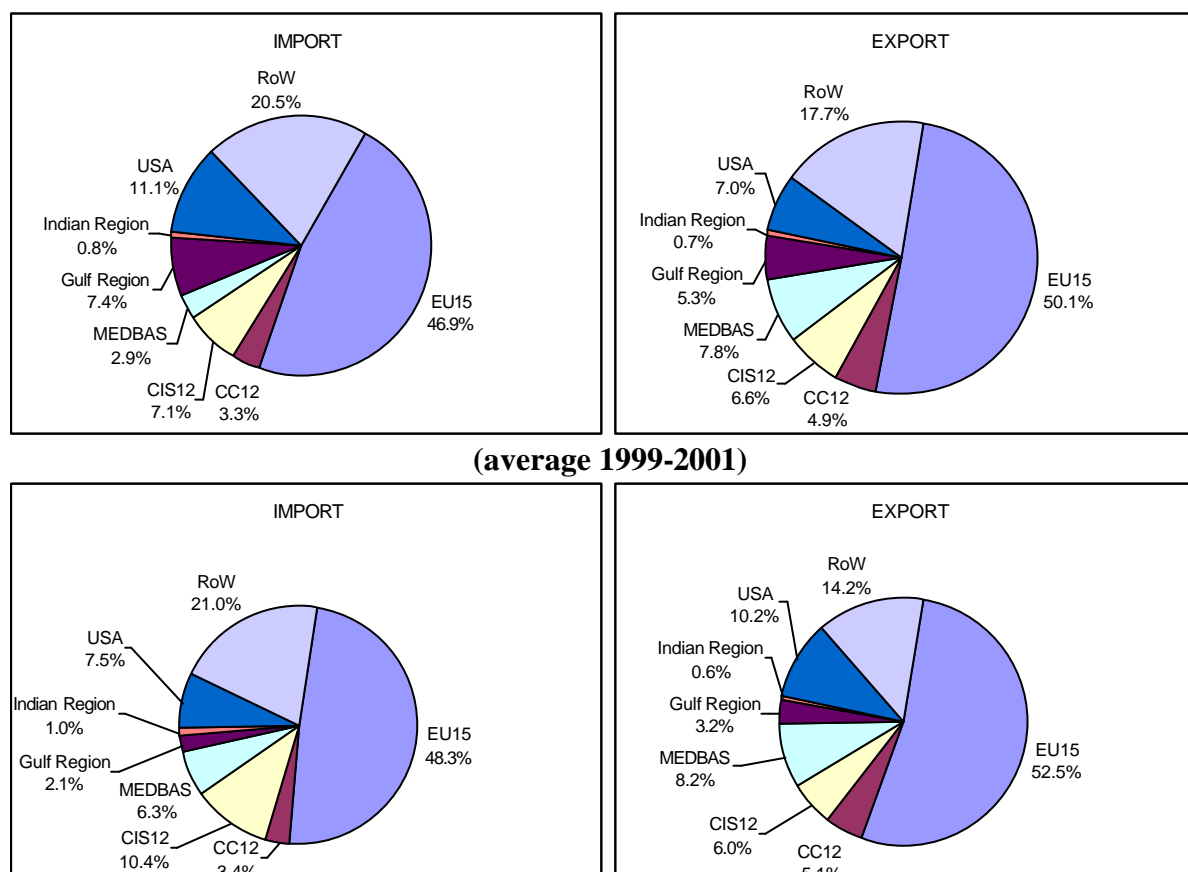 IMPORT
RoW
20.5%
USA
11.1%
Indian Region
0.8%
Gulf Region
7.4%
MEDBAS
2.9%
CIS12
7.1%
CC12
3.3%
EU15
46.9%
EXPORT
RoW
17.7%
USA
7.0%
Indian Region
0.7%
Gulf Region
5.3%
MEDBAS
7.8%
CIS12
6.6%
CC12
4.9%
EU15
50.1%
(average 1999-2001)
IMPORT
RoW
21.0%
USA
7.5%
Indian Region
1.0%
Gulf Region
2.1%
MEDBAS
6.3%
CIS12
10.4%
CC12
3.4%
EU15
48.3%
EXPORT
RoW
14.2%
USA
10.2%
Indian Region
0.6%
Gulf Region
3.2%
MEDBAS
8.2%
CIS12
6.0%
CC12
5.1%
EU15
52.5%